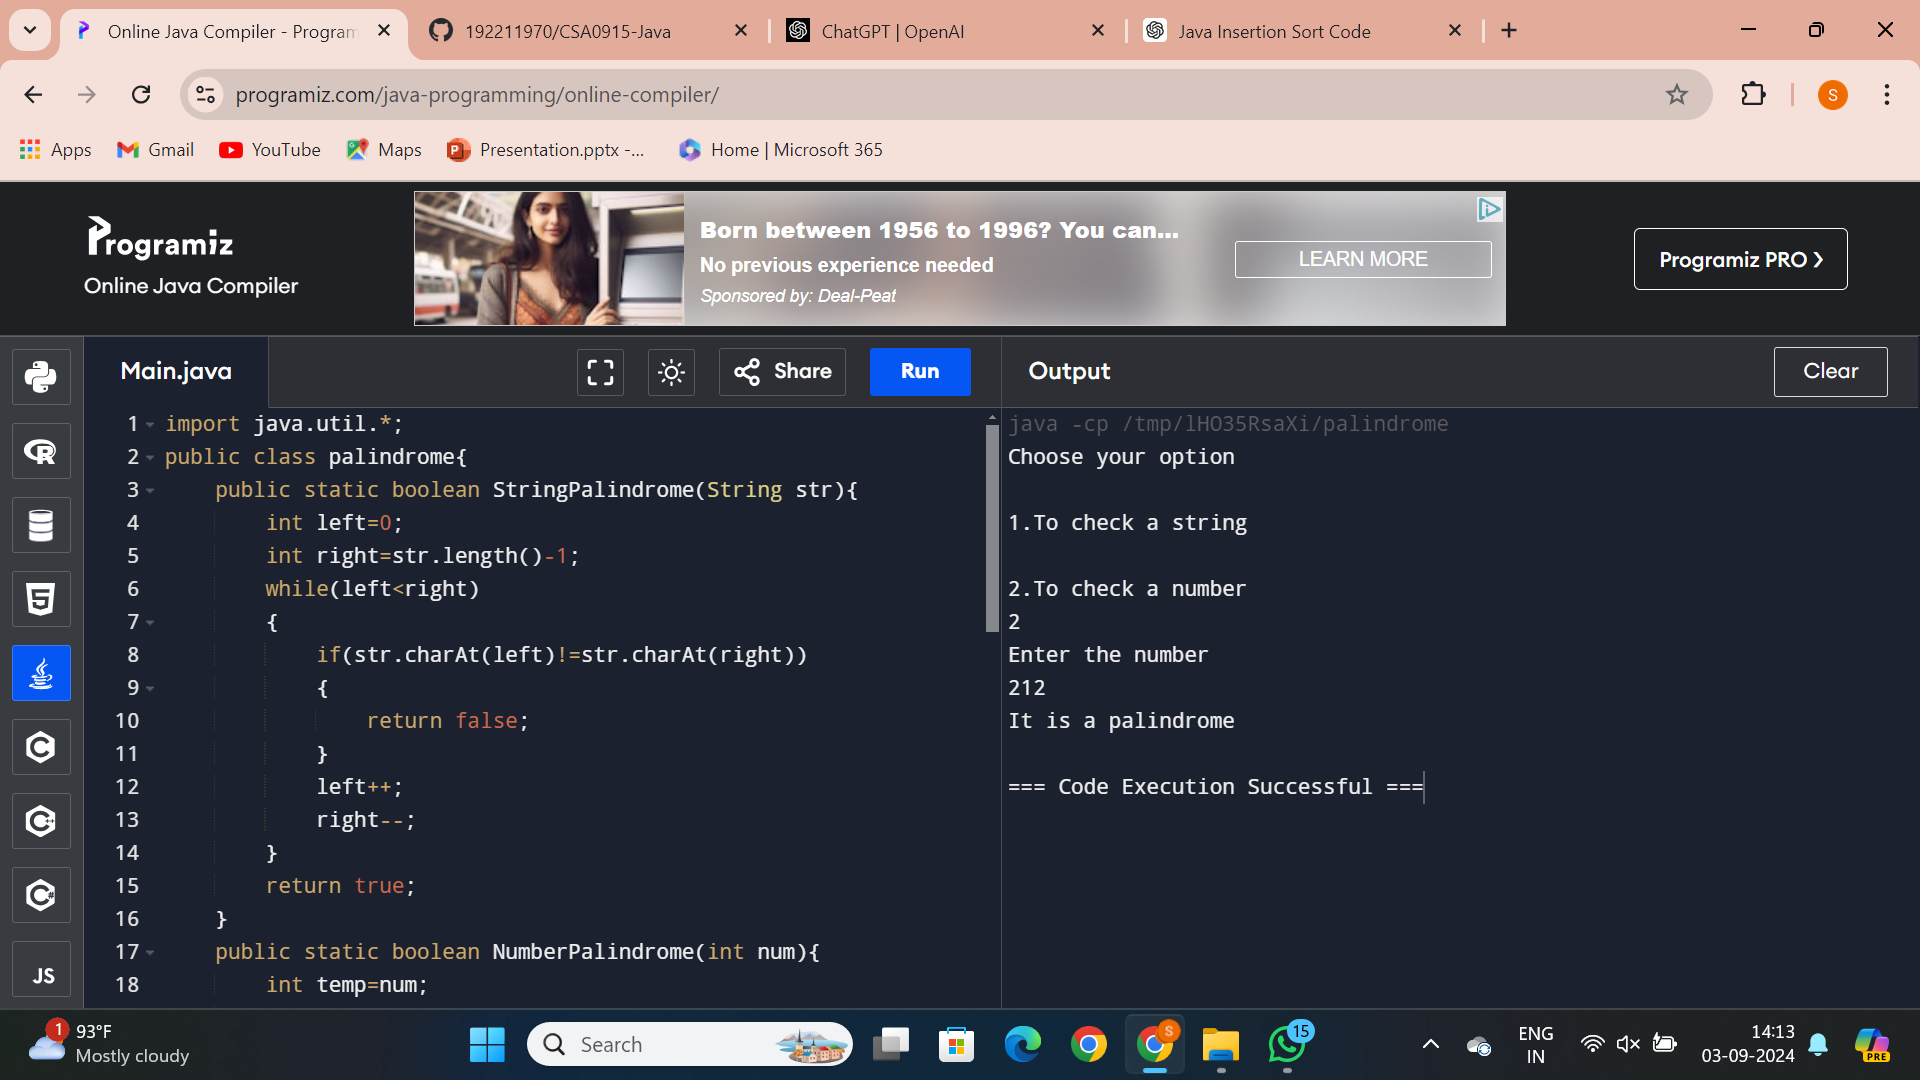 Online Java Compiler - Program
192211970/CSA0915-Java
ChatGPT | OpenAI
Java Insertion Sort Code
programiz.com/java-programming/online-compiler/
S
Apps
Gmail
YouTube
Maps
Presentation.pptx -...
Home | Microsoft 365
Programiz
Online Java Compiler
Born between 1956 to 1996? You can...
No previous experience needed
Sponsored by: Deal-Peat
LEARN MORE
Programiz PRO ❯
Main.java
Share
Run
Output
Clear
1 import java.util.*;
2 public class palindrome{
3     public static boolean StringPalindrome(String str){
4         int left=0;
5         int right=str.length()-1;
6         while(left<right)
7         {
8             if(str.charAt(left)!=str.charAt(right))
9             {
10                 return false;
11             }
12             left++;
13             right--;
14         }
15         return true;
16     }
17     public static boolean NumberPalindrome(int num){
18         int temp=num;
java -cp /tmp/lHO35RsaXi/palindrome
Choose your option
1.To check a string
2.To check a number
2
Enter the number
212
It is a palindrome
=== Code Execution Successful ===
JS
1
93°F
Mostly cloudy
Search
S
15
ENG
IN
14:13
03-09-2024
PRE